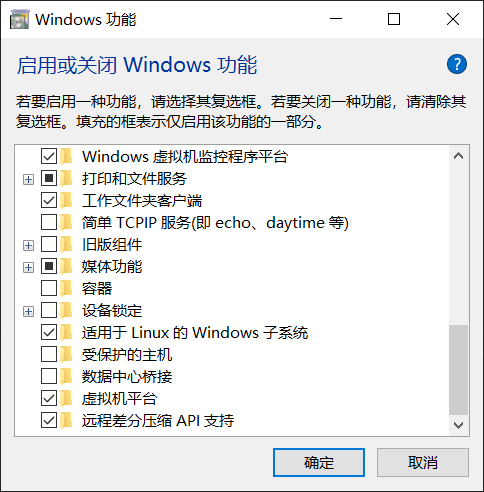 Windows 功能
启用或关闭 Windows 功能
?
若要启用一种功能，请选择其复选框。若要关闭一种功能，请清除其
复选框。填充的框表示仅启用该功能的一部分。
Windows 虚拟机监控程序平台
打印和文件服务
工作文件夹客户端
简单 TCPIP 服务(即 echo、daytime 等)
旧版组件
媒体功能
容器
设备锁定
适用于 Linux 的 Windows 子系统
受保护的主机
数据中心桥接
虚拟机平台
远程差分压缩 API 支持
确定
取消